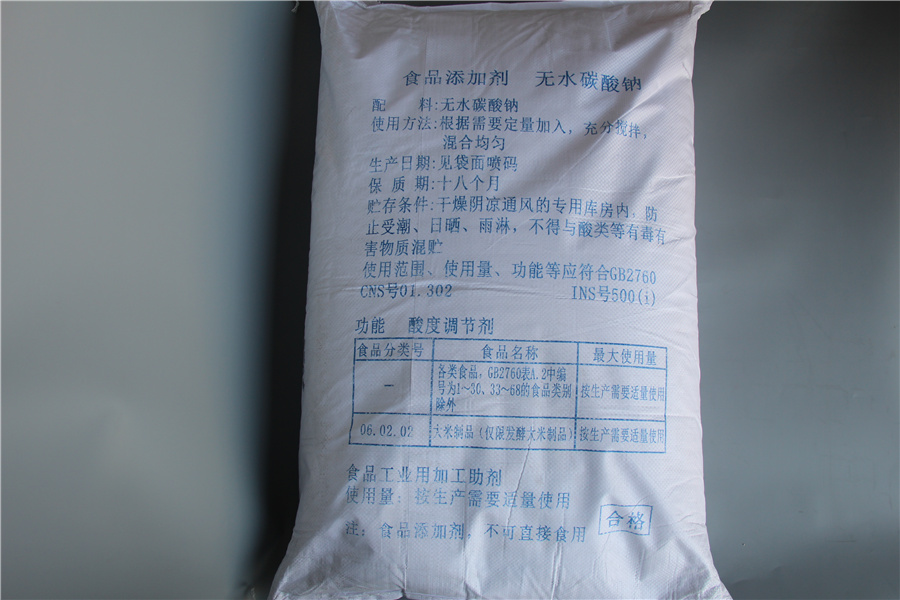 食品添加剂 无水碳酸钠
配 料:无水碳酸钠
使用方法:根据需要定量加入，充分搅拌，
混合均匀
生产日期:见袋面喷码
保 质 期:十八个月
贮存条件:干燥阴凉通风的专用库房内，防
止受潮、日晒、雨淋，不得与酸类等有毒有
害物质混贮
使用范围、使用量、功能等应符合GB2760
CNS号01.302 INS号500(i)
功能 酸度调节剂
食品分类号 食品名称 最大使用量
— 各类食品，GB2760表A.2中编
号为1～30、33～68的食品类别
除外 按生产需要适量使用
06.02.02 大米制品（仅限发酵大米制品） 按生产需要适量使用
食品工业用加工助剂
使用量：按生产需要适量使用
注：食品添加剂，不可直接食用
合格